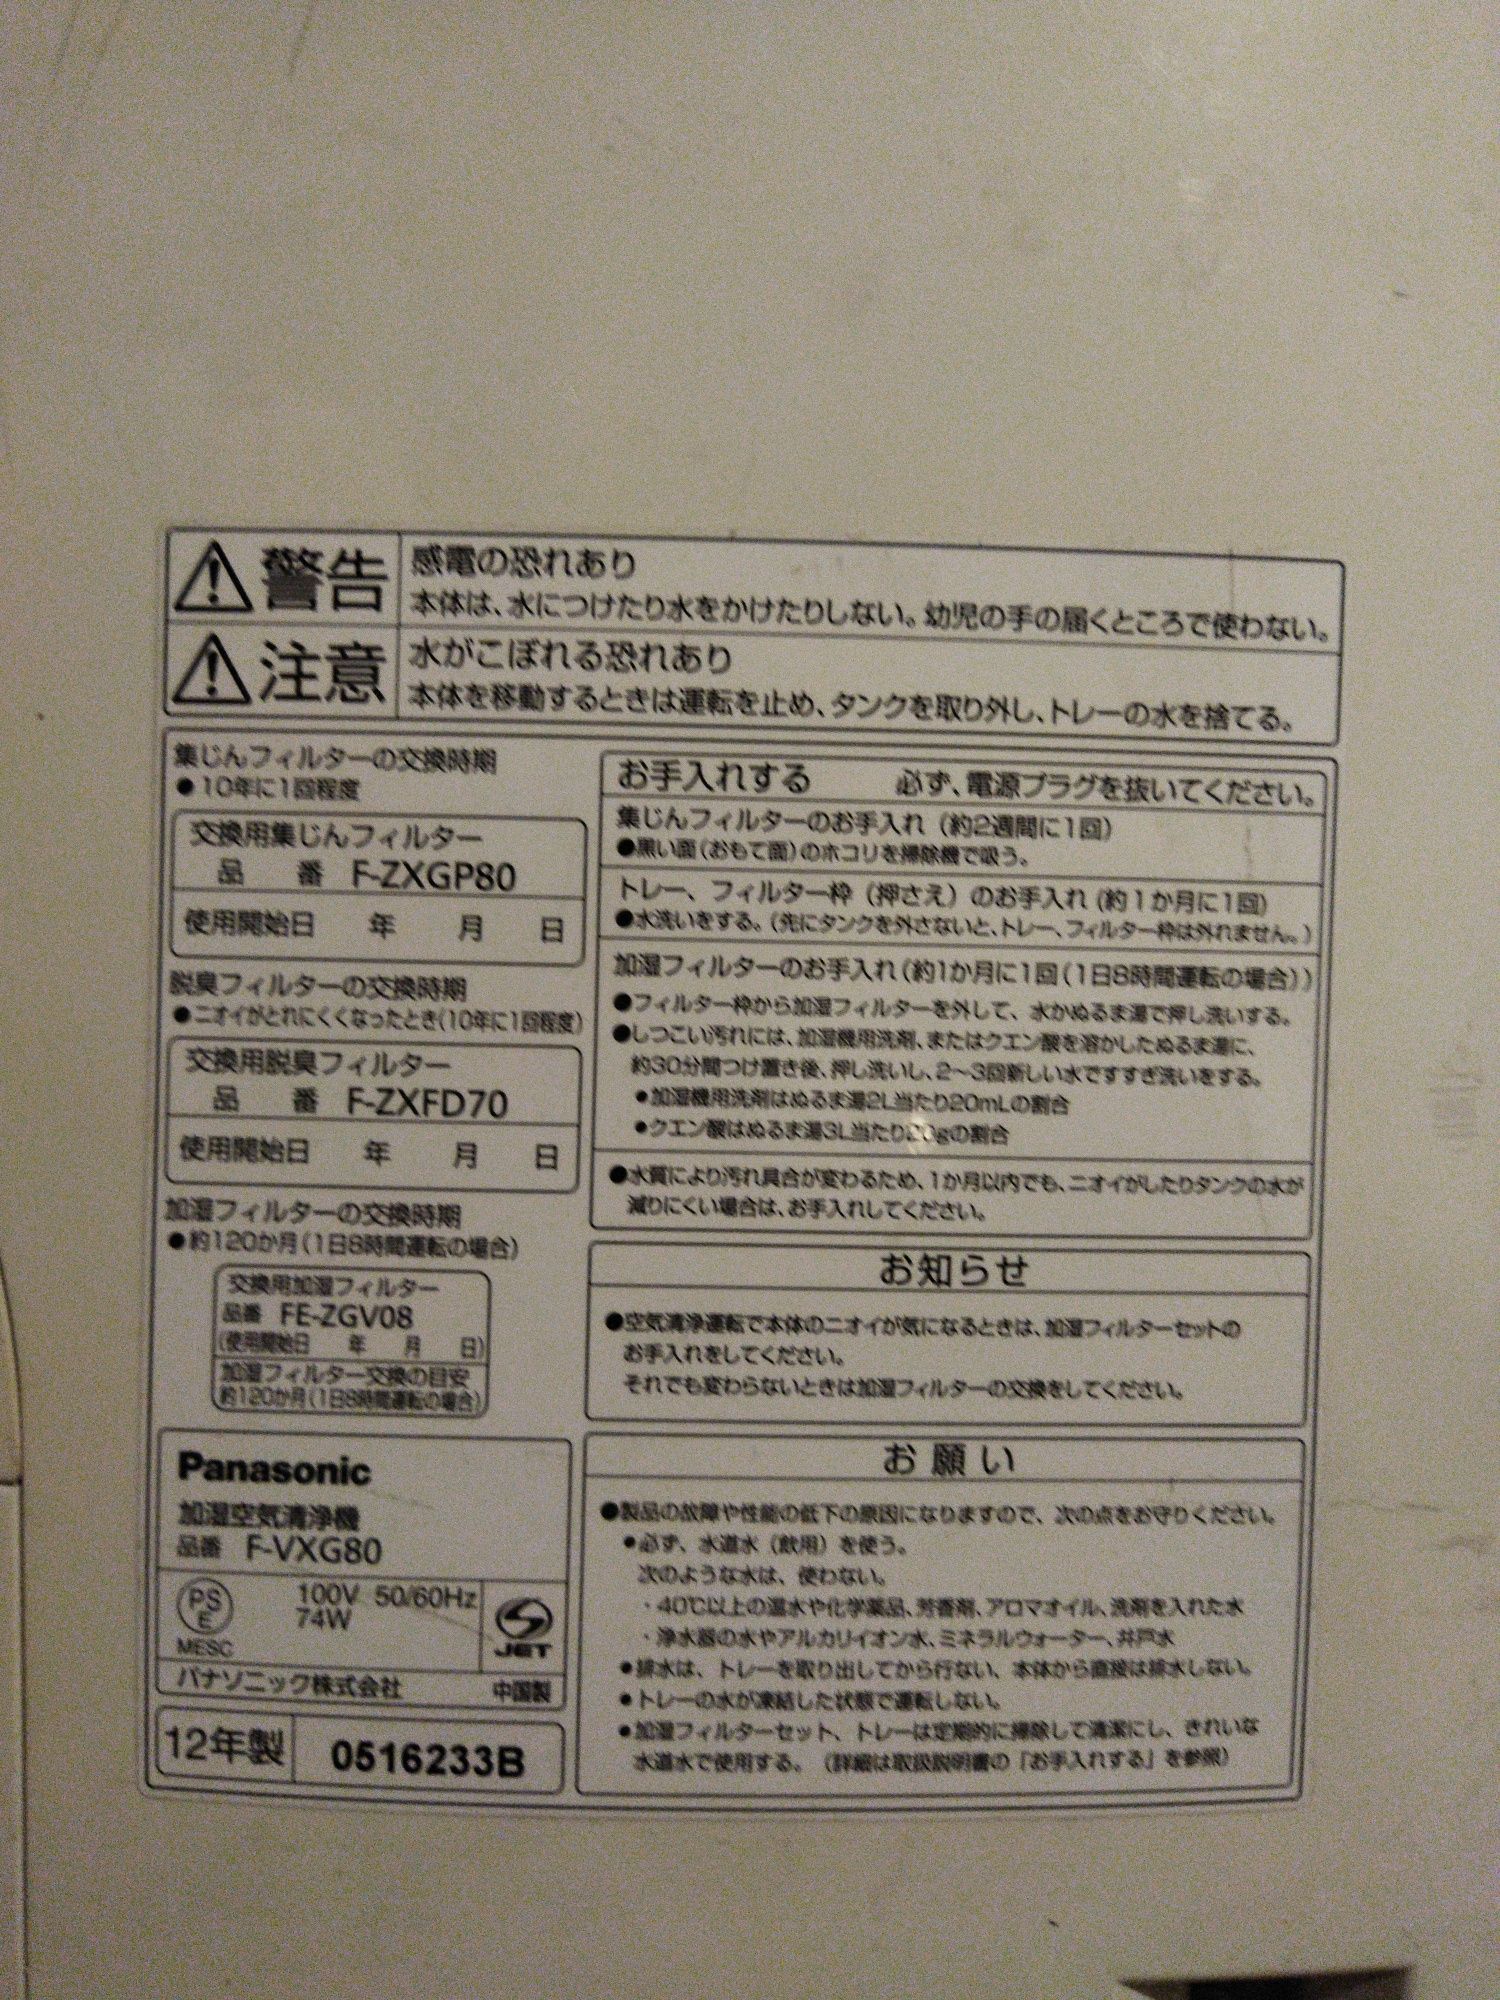 警告
感電の恐れあり
本体は、水につけたり水をかけたりしない。幼児の手の届くところで使わない。
注意
水がこぼれる恐れあり
本体を移動するときは運転を止め、タンクを取り外し、トレーの水を捨てる。
集じんフィルターの交換時期
●10年に1回程度
交換用集じんフィルター
品 番 F-ZXGP80
使用開始日 年 月 日
脱臭フィルターの交換時期
●ニオイがとれにくくなったとき(10年に1回程度)
交換用脱臭フィルター
品 番 F-ZXFD70
使用開始日 年 月 日
加湿フィルターの交換時期
●約120か月(1日8時間運転の場合)
交換用加湿フィルター
品番 FE-ZGV08
(使用開始日 年 月 日)
加湿フィルター交換の目安
約120か月(1日8時間運転の場合)
Panasonic
加湿空気清浄機
品番 F-VXG80
PS
E
MESC
100V 50/60Hz
74W
S
JET
パナソニック株式会社 中国製
12年製 0516233B
お手入れする 必ず、電源プラグを抜いてください。
集じんフィルターのお手入れ（約2週間に1回）
●黒い面(おもて面)のホコリを掃除機で吸う。
トレー、フィルター枠（押さえ）のお手入れ(約1か月に1回)
●水洗いをする。(先にタンクを外さないと、トレー、フィルター枠は外れません。)
加湿フィルターのお手入れ(約1か月に1回(1日8時間運転の場合))
●フィルター枠から加湿フィルターを外して、水かぬるま湯で押し洗いする。
●しつこい汚れには、加湿機用洗剤、またはクエン酸を溶かしたぬるま湯に、
約30分間つけ置き後、押し洗いし、2〜3回新しい水ですすぎ洗いをする。
●加湿機用洗剤はぬるま湯2L当たり20mLの割合
●クエン酸はぬるま湯3L当たり20gの割合
●水質により汚れ具合が変わるため、1か月以内でも、ニオイがしたりタンクの水が
減りにくい場合は、お手入れしてください。
お知らせ
●空気清浄運転で本体のニオイが気になるときは、加湿フィルターセットの
お手入れをしてください。
それでも変わらないときは加湿フィルターの交換をしてください。
お願い
●製品の故障や性能の低下の原因になりますので、次の点をお守りください。
●必ず、水道水（飲用）を使う。
次のような水は、使わない。
・40℃以上の温水や化学薬品、芳香剤、アロマオイル、洗剤を入れた水
・浄水器の水やアルカリイオン水、ミネラルウォーター、井戸水
●排水は、トレーを取り出してから行ない、本体から直接は排水しない。
●トレーの水が凍結した状態で運転しない。
●加湿フィルターセット、トレーは定期的に掃除して清潔にし、きれいな
水道水で使用する。（詳細は取扱説明書の「お手入れする」を参照）